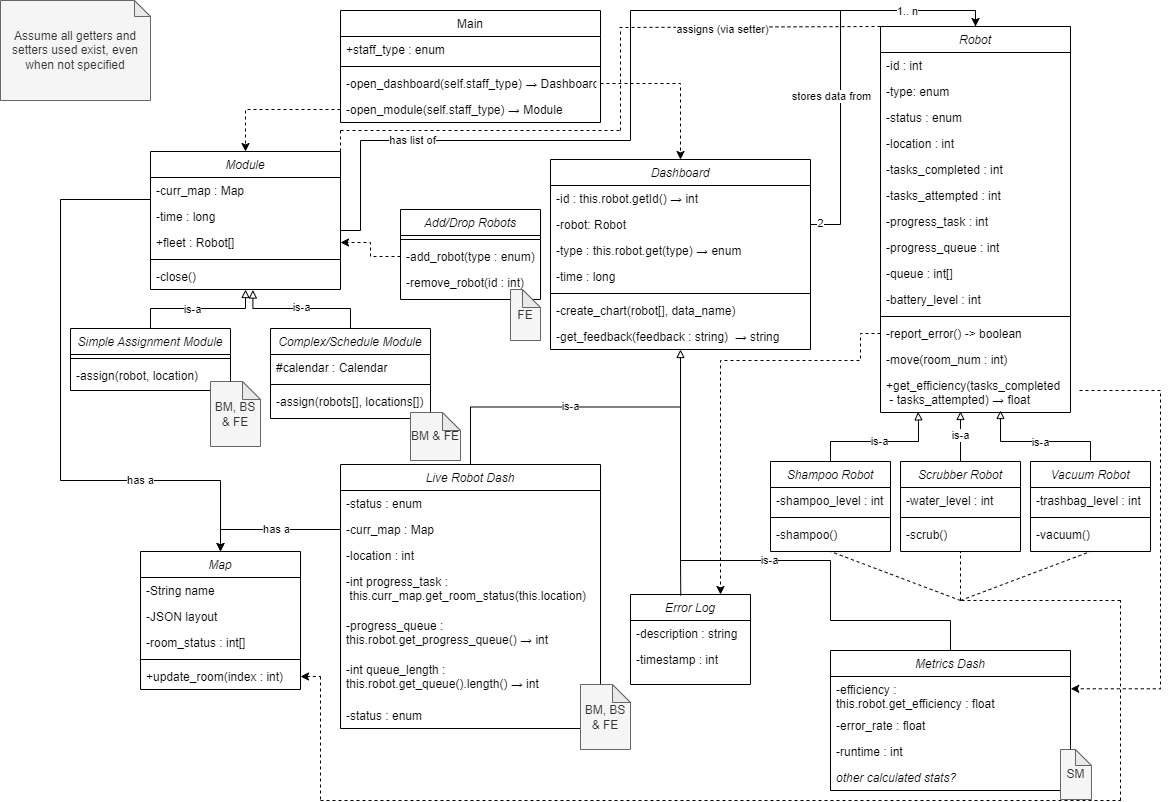 Assume all getters and
setters used exist, even
when not specified
Main
+staff_type : enum
-open_dashboard(self.staff_type) → Dashboard
-open_module(self.staff_type) → Module
1.. n
assigns (via setter)
stores data from
has list of
2
Robot
-id : int
-type: enum
-status : enum
-location : int
-tasks_completed : int
-tasks_attempted : int
-progress_task : int
-progress_queue : int
-queue : int[]
-battery_level : int
-report_error() -> boolean
-move(room_num : int)
+get_efficiency(tasks_completed
- tasks_attempted) → float
Module
-curr_map : Map
-time : long
+fleet : Robot[]
-close()
Add/Drop Robots
-add_robot(type : enum)
-remove_robot(id : int)
FE
Dashboard
-id : this.robot.getId() → int
-robot: Robot
-type : this.robot.get(type) → enum
-time : long
-create_chart(robot[], data_name)
-get_feedback(feedback : string) → string
is-a
is-a
Simple Assignment Module
-assign(robot, location)
BM, BS
& FE
Complex/Schedule Module
#calendar : Calendar
-assign(robots[], locations[])
BM & FE
is-a
is-a
is-a
is-a
Shampoo Robot
-shampoo_level : int
-shampoo()
Scrubber Robot
-water_level : int
-scrub()
Vacuum Robot
-trashbag_level : int
-vacuum()
has a
has a
is-a
Live Robot Dash
-status : enum
-curr_map : Map
-location : int
-int progress_task :
this.curr_map.get_room_status(this.location)
-progress_queue :
this.robot.get_progress_queue() → int
-int queue_length :
this.robot.get_queue().length() → int
-status : enum
BM, BS
& FE
Map
-String name
-JSON layout
-room_status : int[]
+update_room(index : int)
Error Log
-description : string
-timestamp : int
Metrics Dash
-efficiency :
this.robot.get_efficiency : float
-error_rate : float
-runtime : int
other calculated stats?
SM